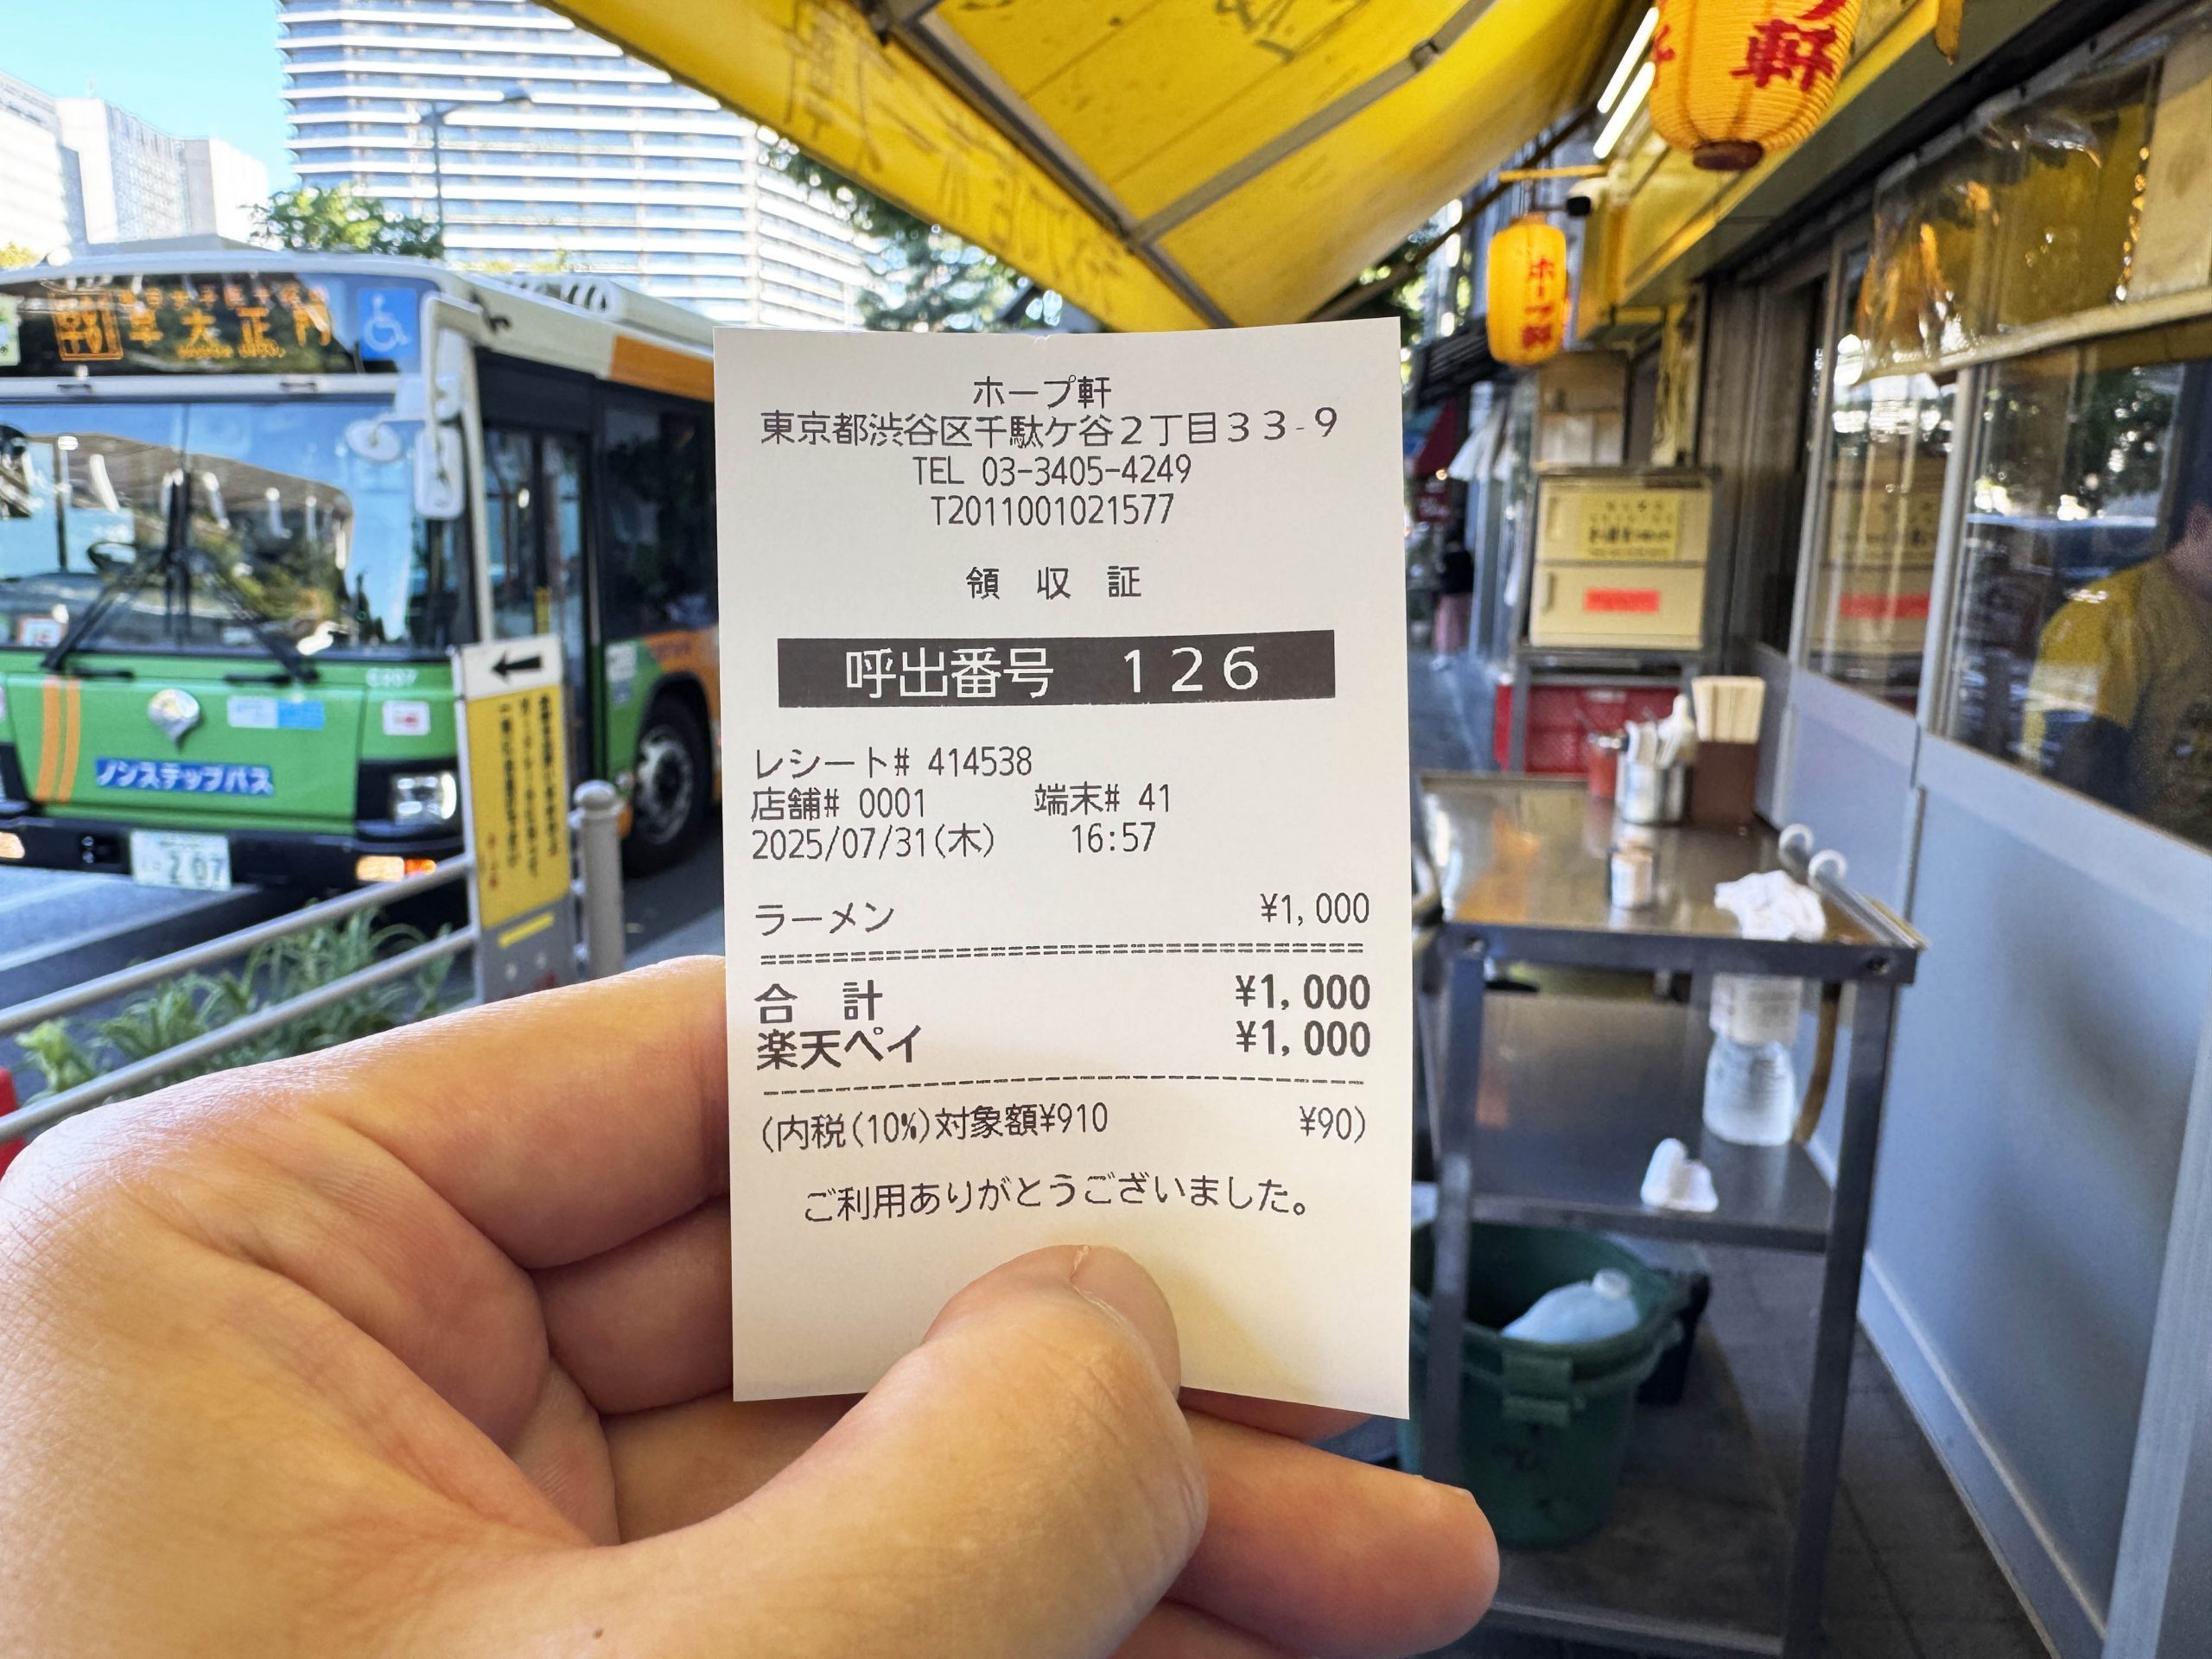 ホープ軒
東京都渋谷区千駄ケ谷2丁目33-9
TEL 03-3405-4249
T2011001021577
領 収 証
呼出番号 126
レシート# 414538
店舗# 0001 端末# 41
2025/07/31(木) 16:57
ラーメン ¥1,000
合 計 ¥1,000
楽天ペイ ¥1,000
(内税(10%)対象額¥910 ¥90)
ご利用ありがとうございました。
早大正門
ノンステップバス
207
軒
ホープ軒